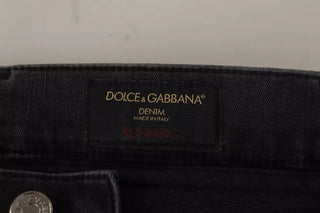 DOLCE & GABBANA®
DENIM
MADE IN ITALY
RUNNING